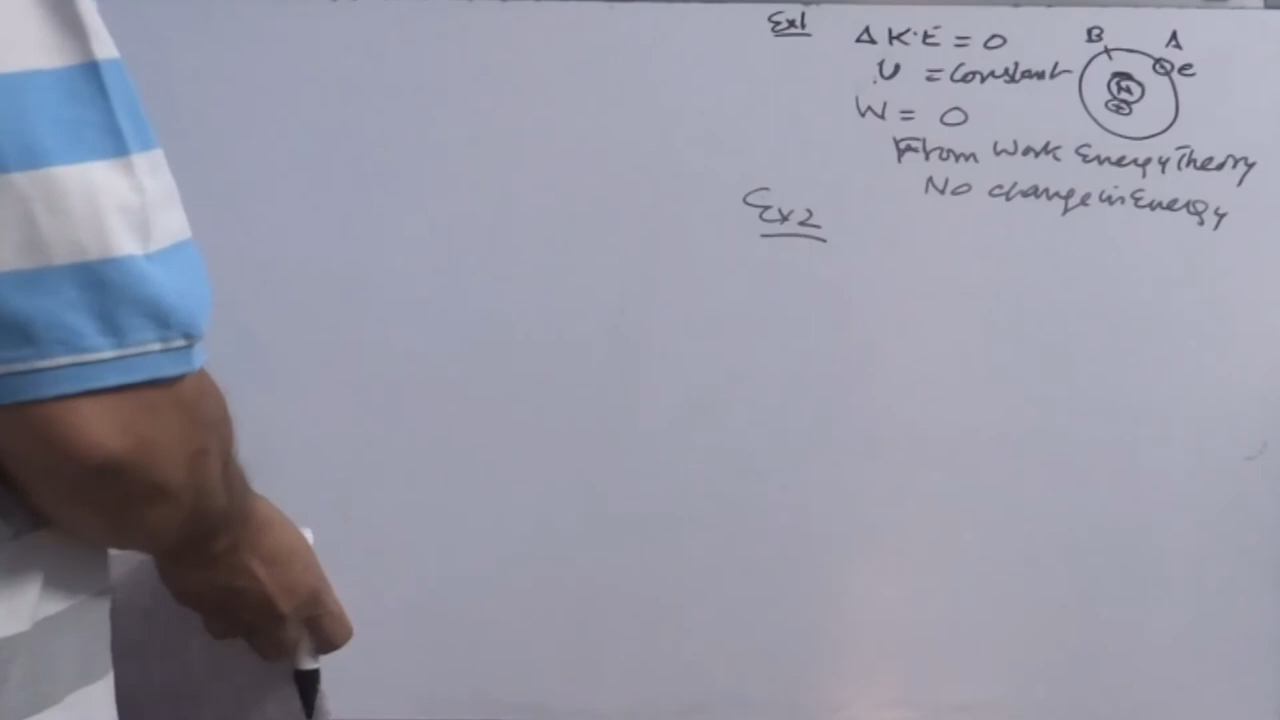 Ex1
Δ K.E = 0
U = Constant
W = 0
B A
e
N
+
From Work Energy Theory
No change in Energy
Ex2